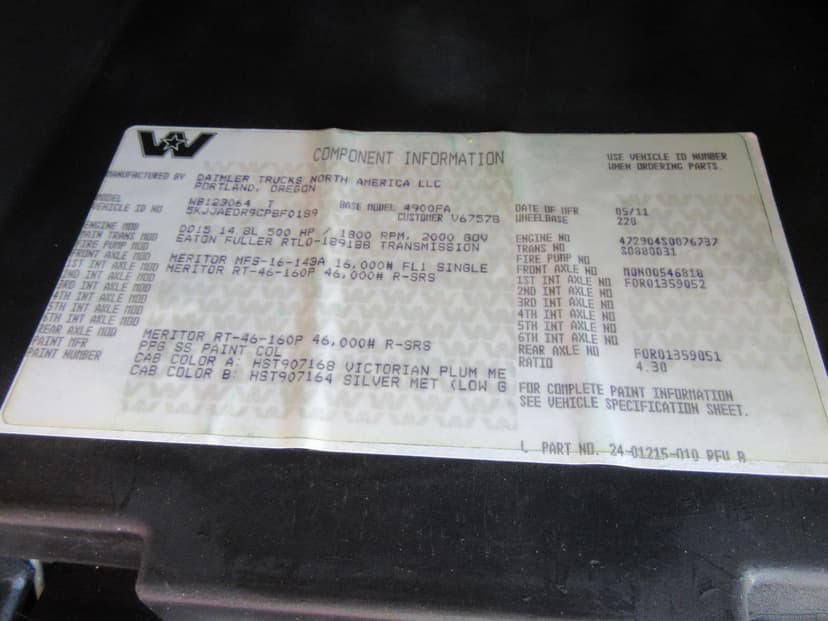 W
COMPONENT INFORMATION
USE VEHICLE ID NUMBER
WHEN ORDERING PARTS.
MANUFACTURED BY DAIMLER TRUCKS NORTH AMERICA LLC
PORTLAND, OREGON
MODEL WB123064 T BASE MODEL 4900FA DATE OF MFR 05/11
VEHICLE ID NO 5KJJAEDR9CPBF0189 CUSTOMER V67578 WHEELBASE 220
ENGINE MOD DD15 14.8L 500 HP / 1800 RPM, 2000 GOV ENGINE NO 472904S0076737
MAIN TRANS MOD EATON FULLER RTLO-18918B TRANSMISSION TRANS NO S0880031
FIRE PUMP MOD FIRE PUMP NO
FRONT AXLE MOD MERITOR MFS-16-143A 16,000# FL1 SINGLE FRONT AXLE NO
1ST INT AXLE MOD MERITOR RT-46-160P 46,000# R-SRS 1ST INT AXLE NO FOR01359052
2ND INT AXLE MOD 2ND INT AXLE NO
3RD INT AXLE MOD 3RD INT AXLE NO
4TH INT AXLE MOD 4TH INT AXLE NO
5TH INT AXLE MOD 5TH INT AXLE NO
6TH INT AXLE MOD 6TH INT AXLE NO
REAR AXLE MOD MERITOR RT-46-160P 46,000# R-SRS REAR AXLE NO FOR01359051
PAINT MFR PPG SS PAINT COL RATIO 4.30
PAINT NUMBER CAB COLOR A: HST907168 VICTORIAN PLUM ME
CAB COLOR B: HST907164 SILVER MET (LOW G
FOR COMPLETE PAINT INFORMATION
SEE VEHICLE SPECIFICATION SHEET.
PART NO. 24-01215-010